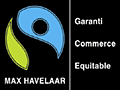 MAX HAVELAAR
Garanti
Commerce
Equitable